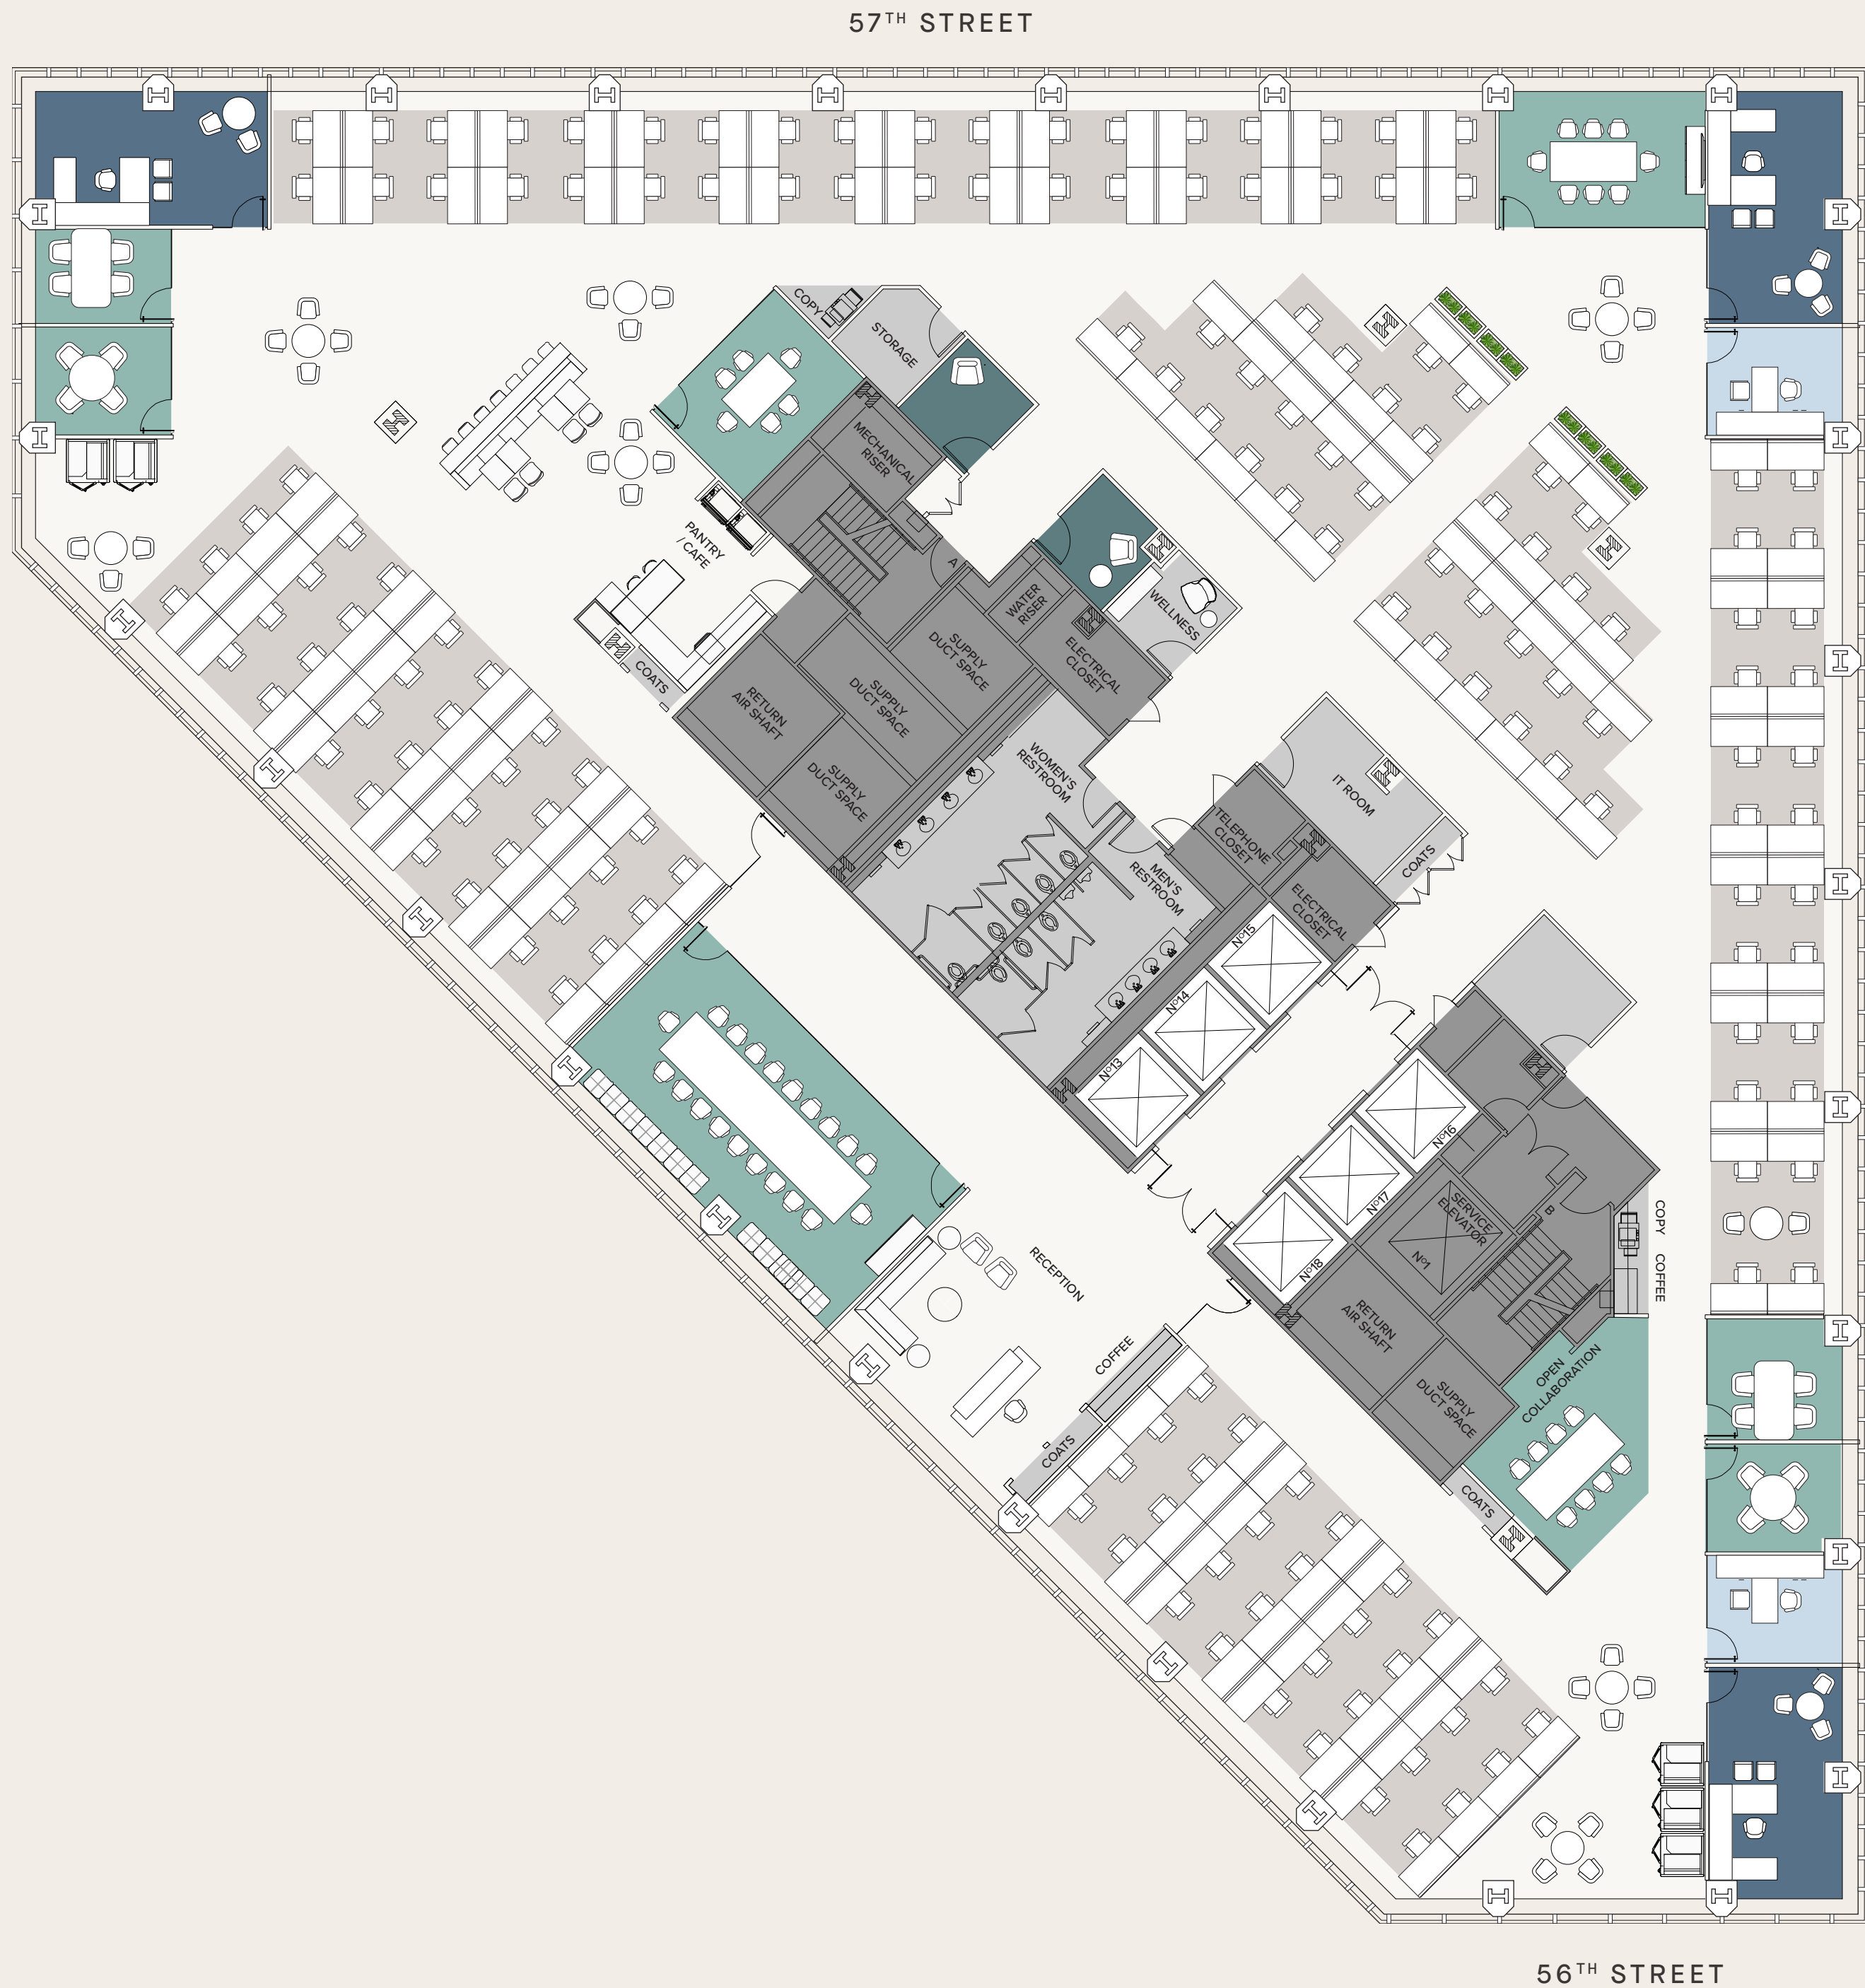 57TH STREET
COPY
STORAGE
MECHANICAL
RISER
PANTRY
/ CAFE
A
WATER
RISER
WELLNESS
SUPPLY
DUCT SPACE
ELECTRICAL
CLOSET
COATS
SUPPLY
DUCT SPACE
RETURN
AIR SHAFT
SUPPLY
DUCT SPACE
WOMEN'S
RESTROOM
IT ROOM
TELEPHONE
CLOSET
COATS
MEN'S
RESTROOM
ELECTRICAL
CLOSET
Nº15
Nº14
Nº13
Nº16
Nº17
Nº18
SERVICE
ELEVATOR
Nº1
B
COPY
COFFEE
RECEPTION
RETURN
AIR SHAFT
COFFEE
OPEN
COLLABORATION
SUPPLY
DUCT SPACE
COATS
COATS
56TH STREET